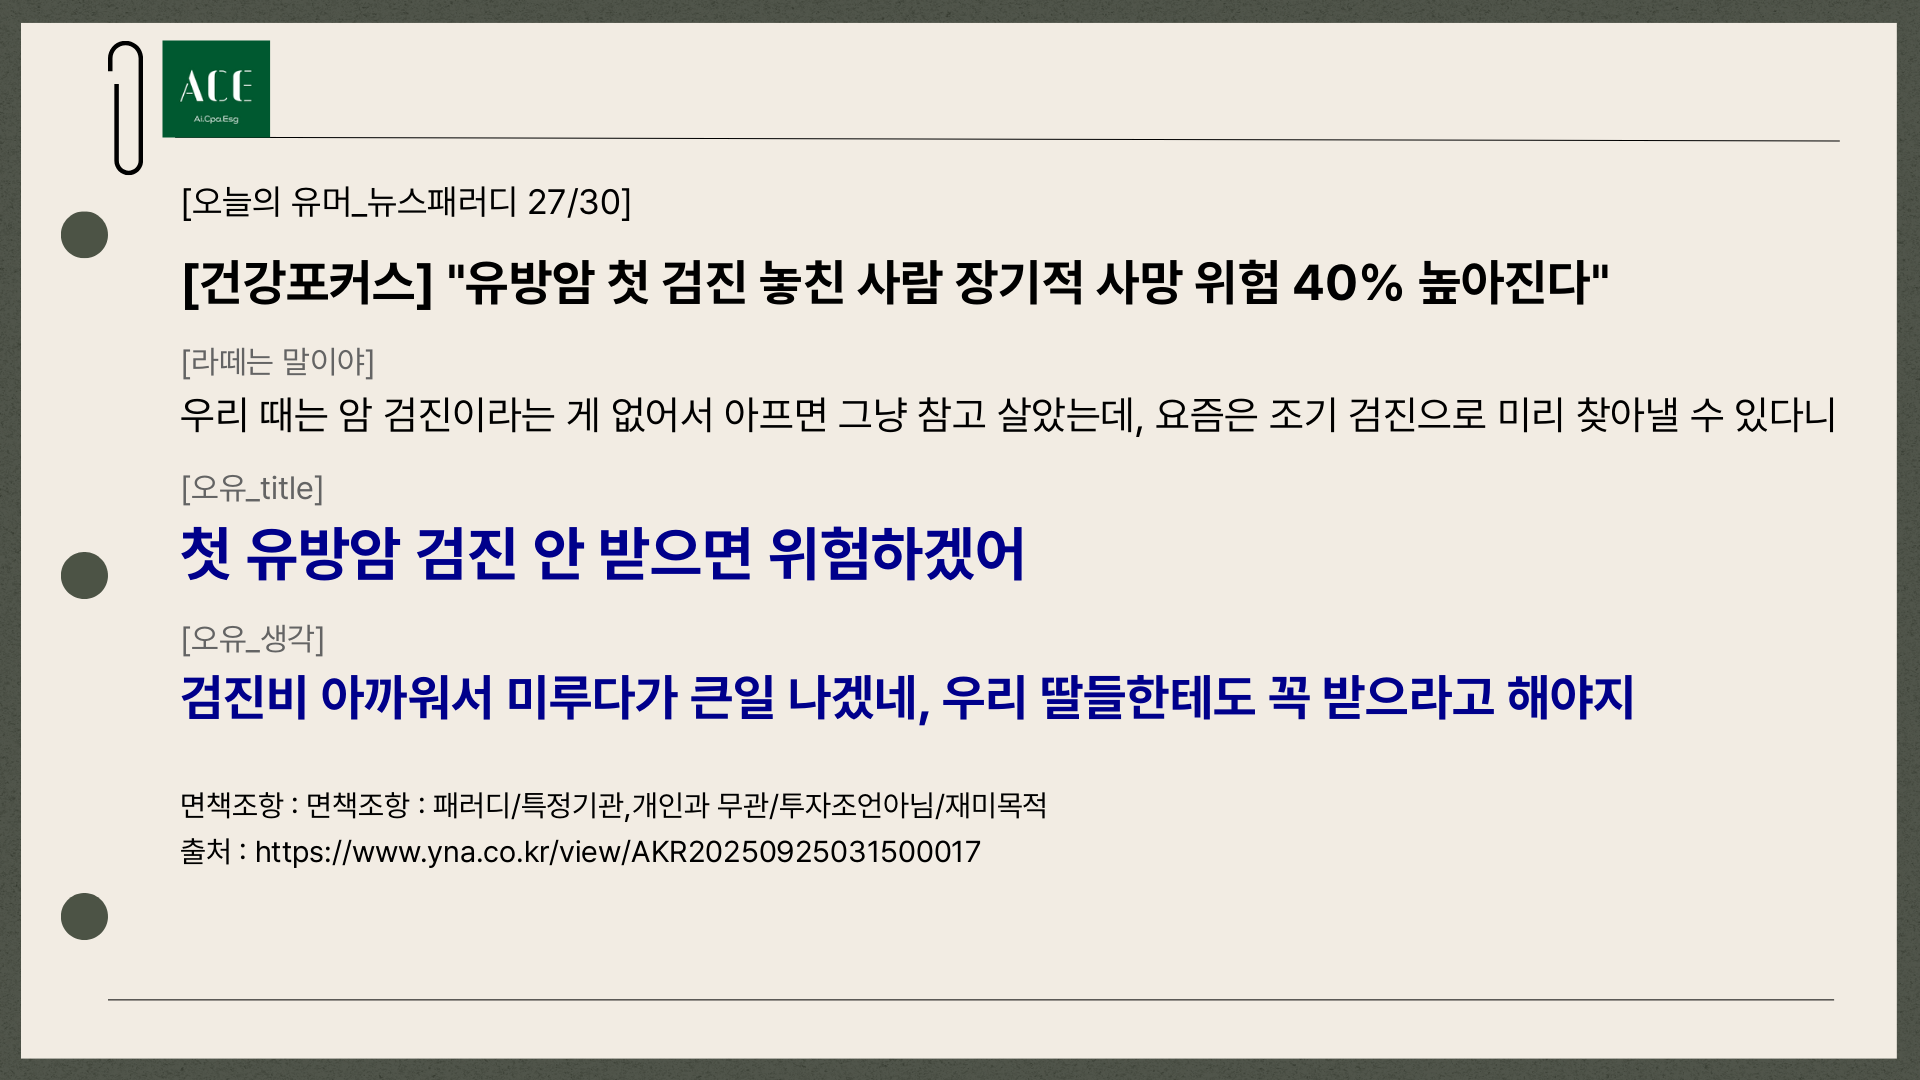 ACE
Ai.Cpa.Esg
[오늘의 유머_뉴스패러디 27/30]
[건강포커스] "유방암 첫 검진 놓친 사람 장기적 사망 위험 40% 높아진다"
[라떼는 말이야]
우리 때는 암 검진이라는 게 없어서 아프면 그냥 참고 살았는데, 요즘은 조기 검진으로 미리 찾아낼 수 있다니
[오유_title]
첫 유방암 검진 안 받으면 위험하겠어
[오유_생각]
검진비 아까워서 미루다가 큰일 나겠네, 우리 딸들한테도 꼭 받으라고 해야지
면책조항 : 면책조항 : 패러디/특정기관,개인과 무관/투자조언아님/재미목적
출처 : https://www.yna.co.kr/view/AKR20250925031500017